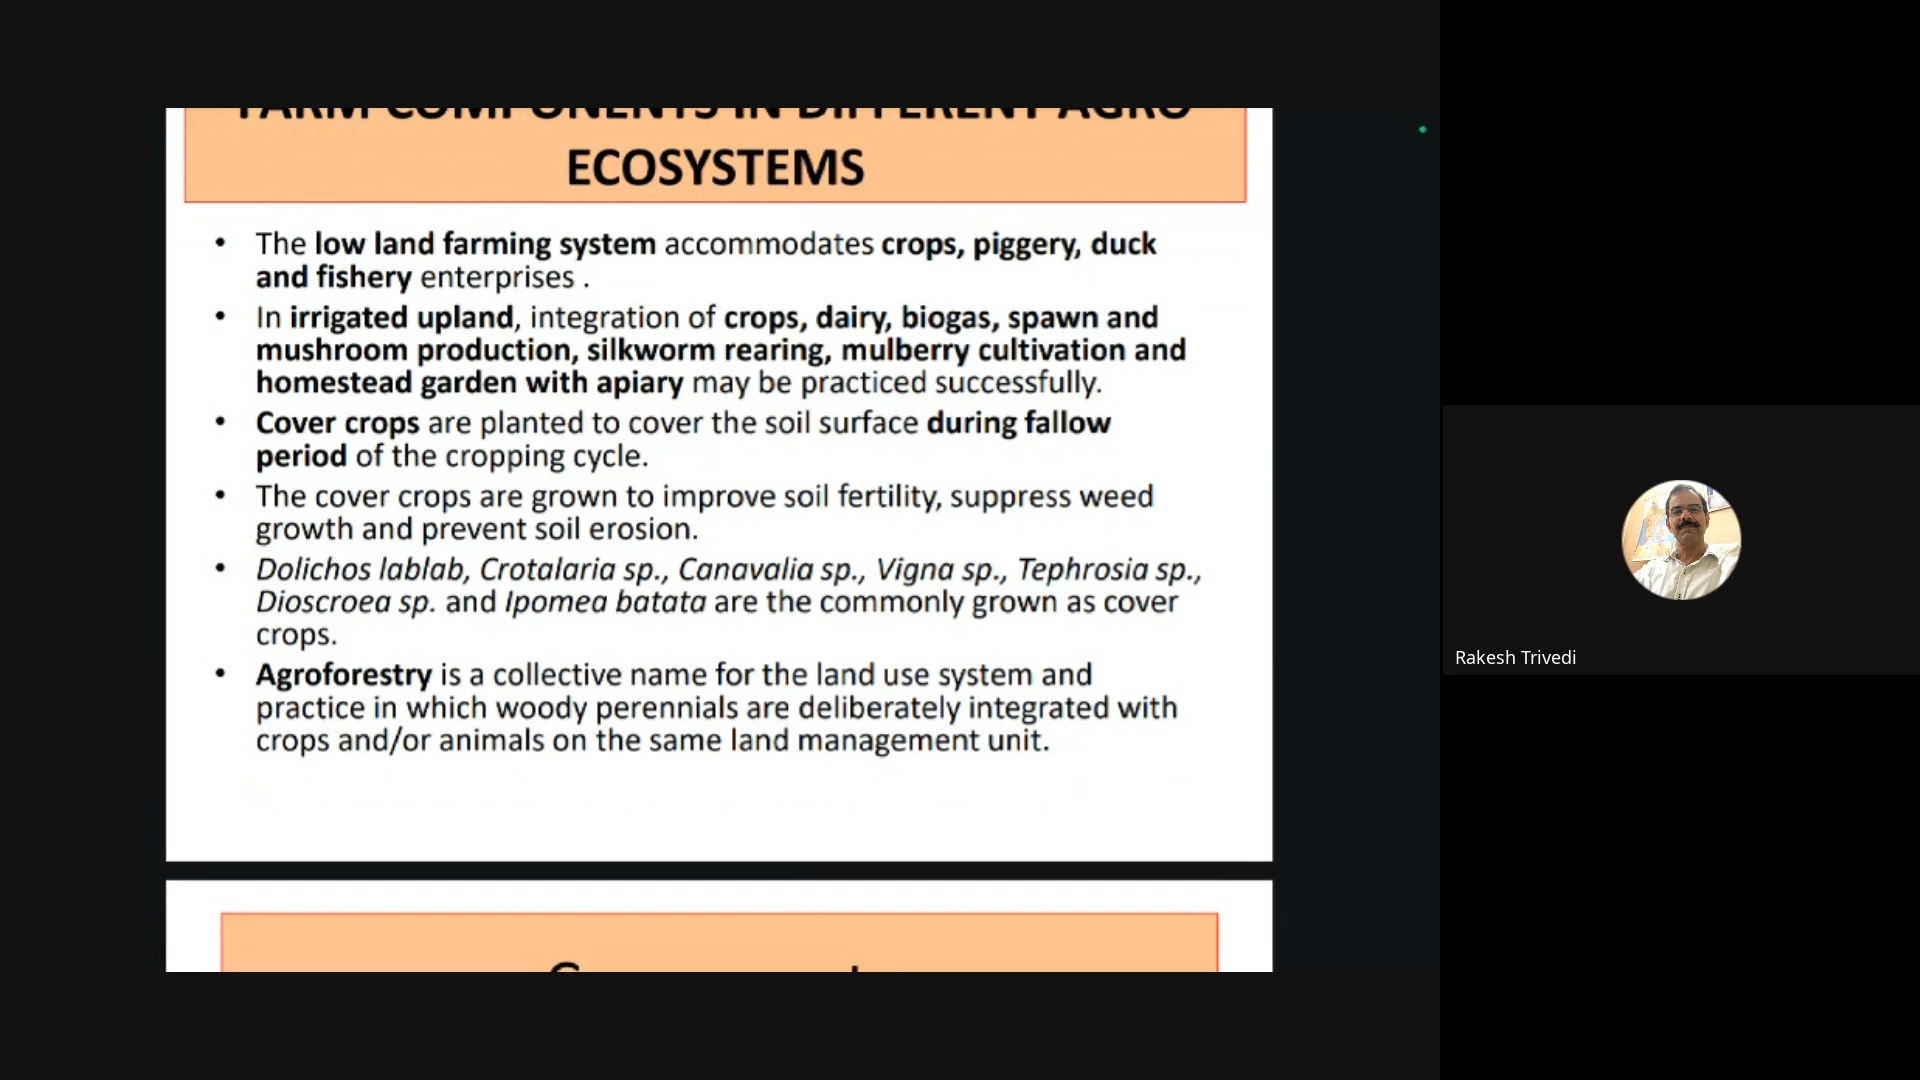 FARM COMPONENTS IN DIFFERENT AGRO
ECOSYSTEMS
• The low land farming system accommodates crops, piggery, duck
and fishery enterprises .
• In irrigated upland, integration of crops, dairy, biogas, spawn and
mushroom production, silkworm rearing, mulberry cultivation and
homestead garden with apiary may be practiced successfully.
• Cover crops are planted to cover the soil surface during fallow
period of the cropping cycle.
• The cover crops are grown to improve soil fertility, suppress weed
growth and prevent soil erosion.
• Dolichos lablab, Crotalaria sp., Canavalia sp., Vigna sp., Tephrosia sp.,
Dioscroea sp. and Ipomea batata are the commonly grown as cover
crops.
• Agroforestry is a collective name for the land use system and
practice in which woody perennials are deliberately integrated with
crops and/or animals on the same land management unit.
Rakesh Trivedi